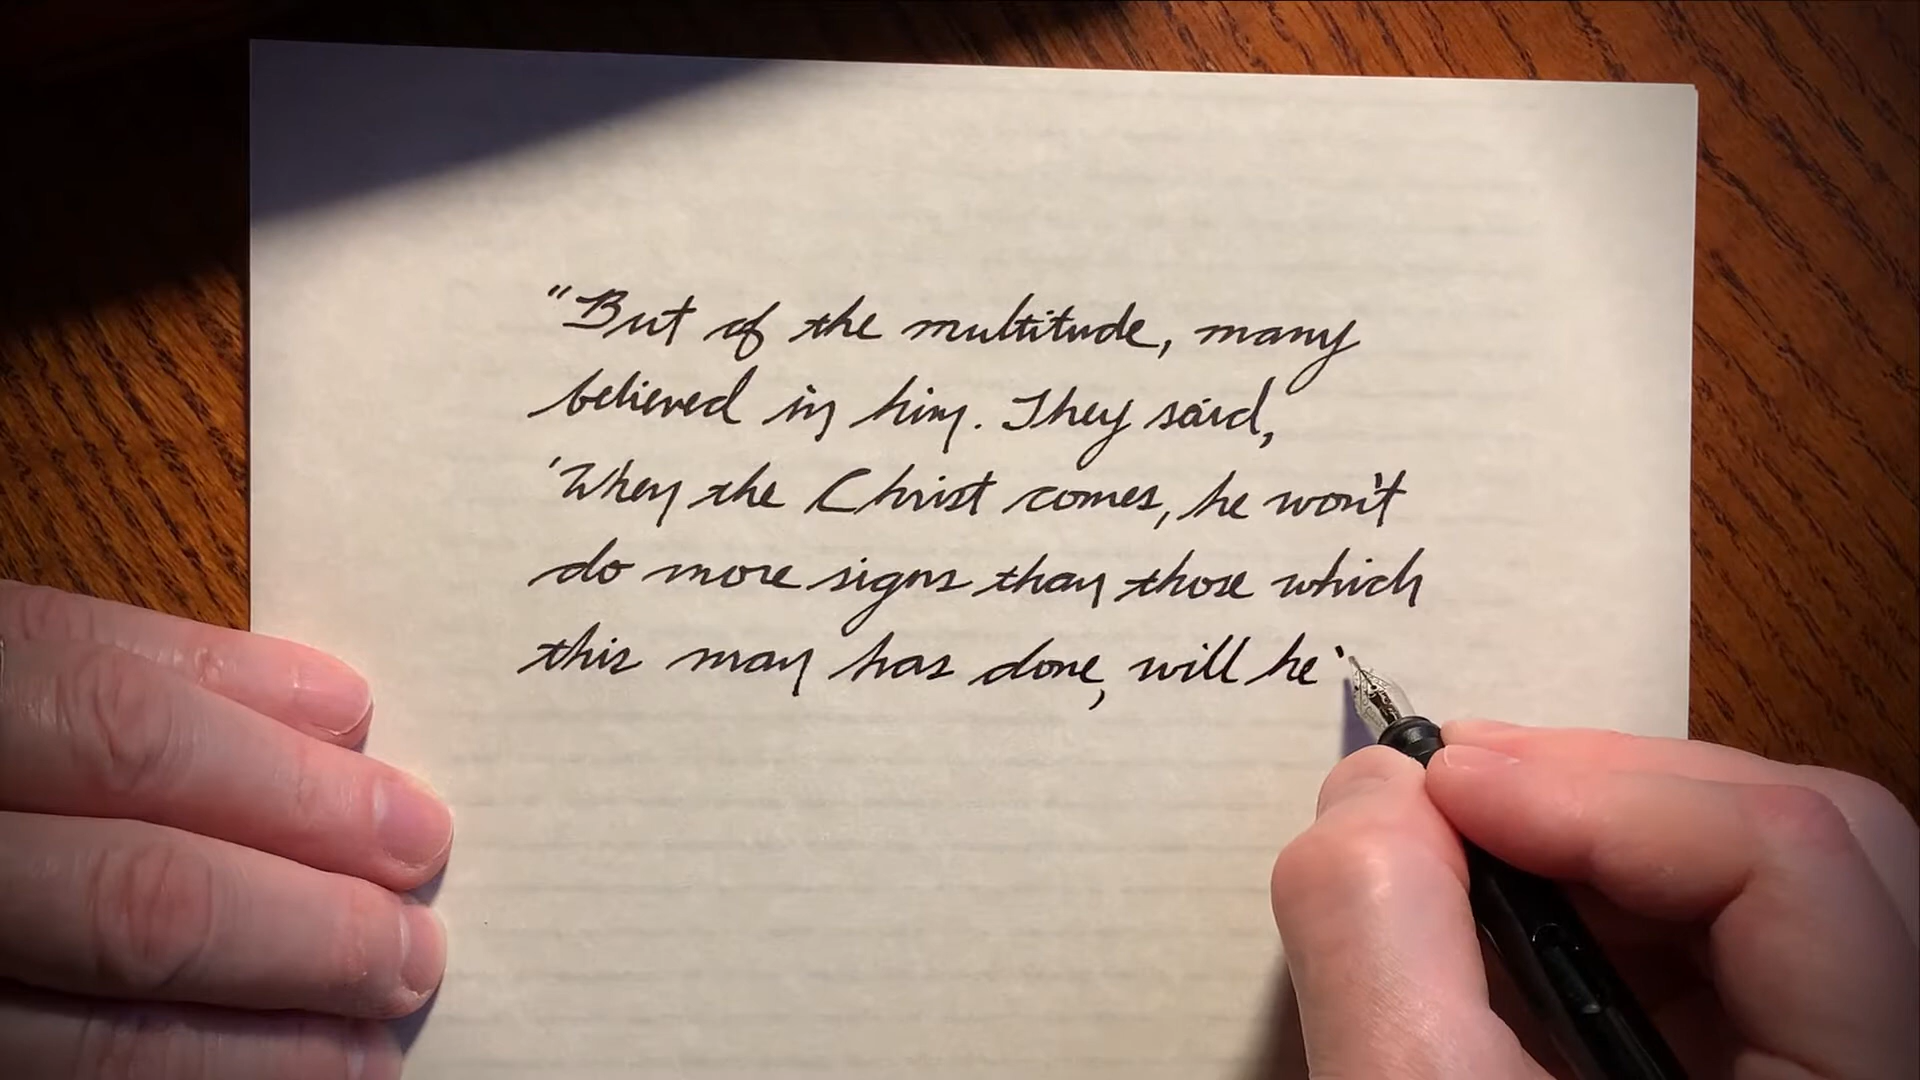 "But of the multitude, many
believed in him. They said,
'When the Christ comes, he won't
do more signs than those which
this man has done, will he'